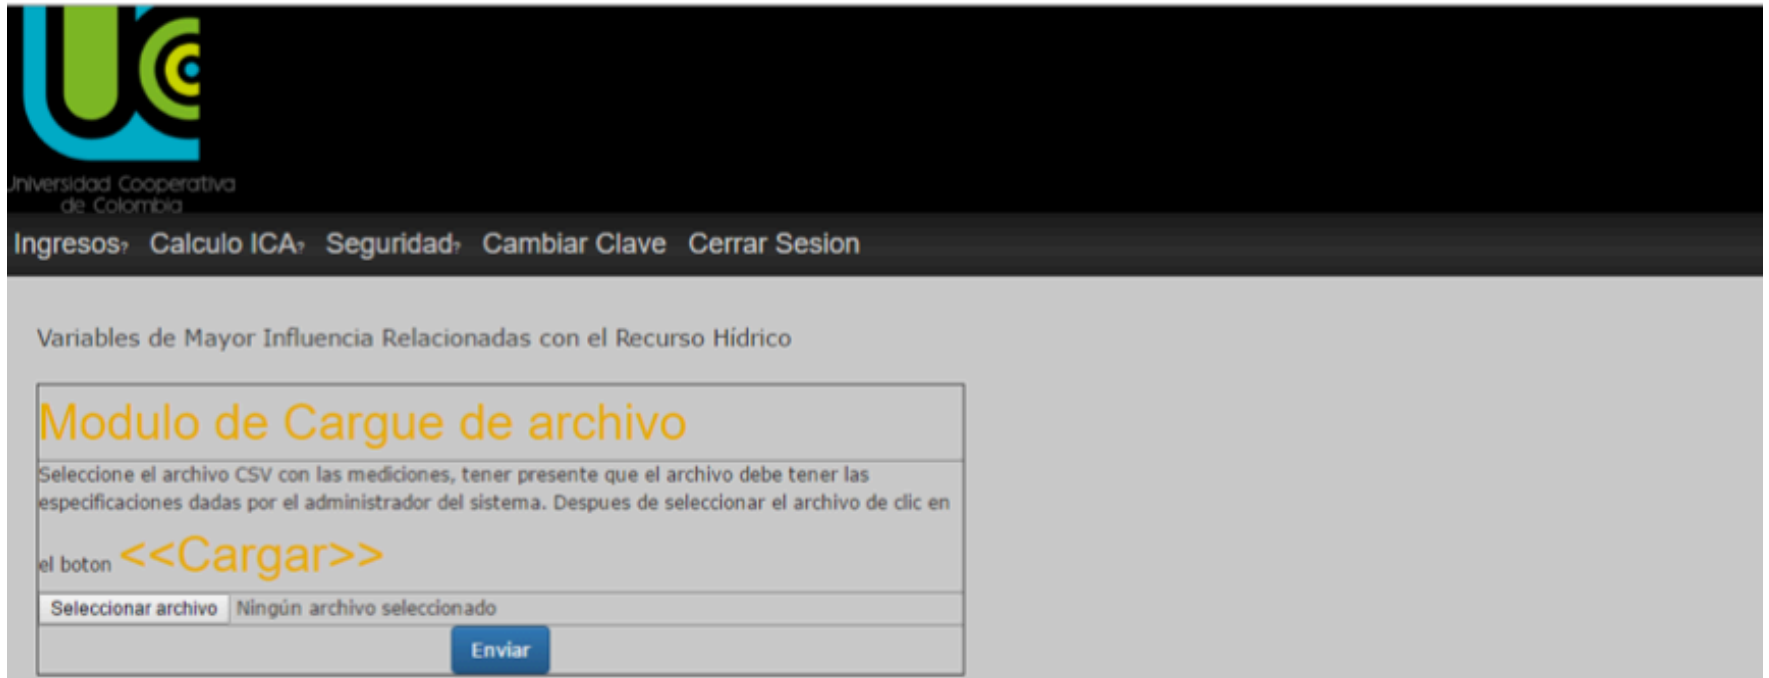 Universidad Cooperativa
de Colombia
Ingresos? Calculo ICA? Seguridad? Cambiar Clave Cerrar Sesion
Variables de Mayor Influencia Relacionadas con el Recurso Hídrico
Modulo de Cargue de archivo
Seleccione el archivo CSV con las mediciones, tener presente que el archivo debe tener las
especificaciones dadas por el administrador del sistema. Despues de seleccionar el archivo de clic en
el boton <<Cargar>>
Seleccionar archivo Ningún archivo seleccionado
Enviar